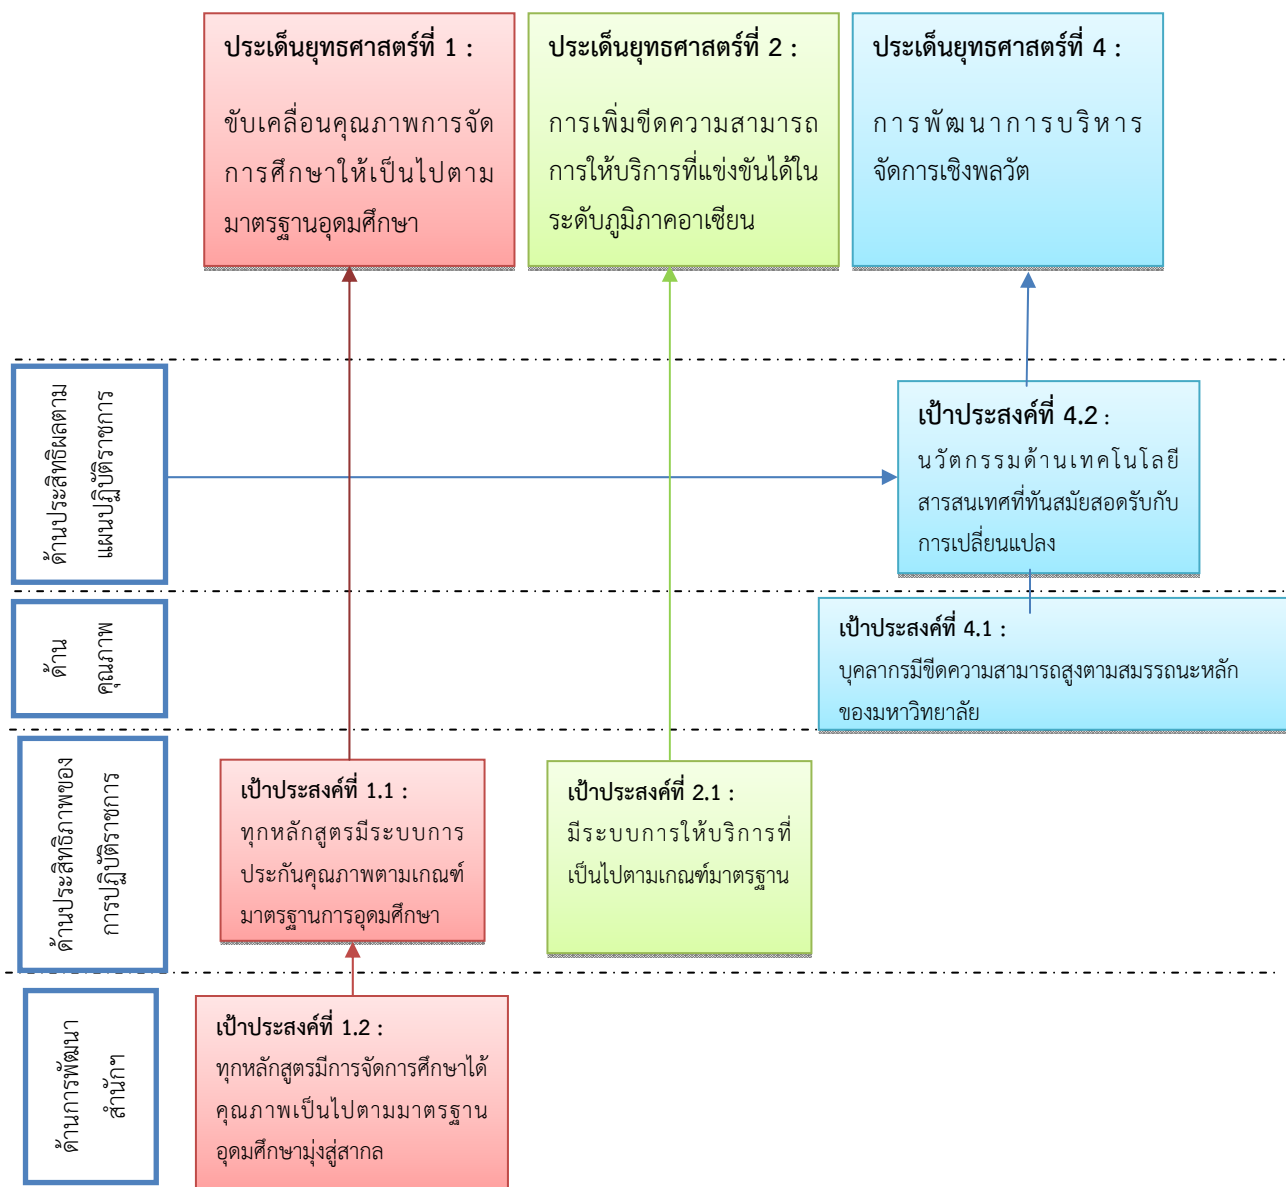 ประเด็นยุทธศาสตร์ที่ 1 :
ขับเคลื่อนคุณภาพการจัด
การศึกษาให้เป็นไปตาม
มาตรฐานอุดมศึกษา
ประเด็นยุทธศาสตร์ที่ 2 :
การเพิ่มขีดความสามารถ
การให้บริการที่แข่งขันได้ใน
ระดับภูมิภาคอาเซียน
ประเด็นยุทธศาสตร์ที่ 4 :
การพัฒนาการบริหาร
จัดการเชิงพลวัต
ด้านประสิทธิผลตาม
แผนปฏิบัติราชการ
เป้าประสงค์ที่ 4.2 :
นวัตกรรมด้านเทคโนโลยี
สารสนเทศที่ทันสมัยสอดรับกับ
การเปลี่ยนแปลง
ด้าน
คุณภาพ
เป้าประสงค์ที่ 4.1 :
บุคลากรมีขีดความสามารถสูงตามสมรรถนะหลัก
ของมหาวิทยาลัย
ด้านประสิทธิภาพของ
การปฏิบัติราชการ
เป้าประสงค์ที่ 1.1 :
ทุกหลักสูตรมีระบบการ
ประกันคุณภาพตามเกณฑ์
มาตรฐานการอุดมศึกษา
เป้าประสงค์ที่ 2.1 :
มีระบบการให้บริการที่
เป็นไปตามเกณฑ์มาตรฐาน
ด้านการพัฒนา
สำนักฯ
เป้าประสงค์ที่ 1.2 :
ทุกหลักสูตรมีการจัดการศึกษาได้
คุณภาพเป็นไปตามมาตรฐาน
อุดมศึกษามุ่งสู่สากล